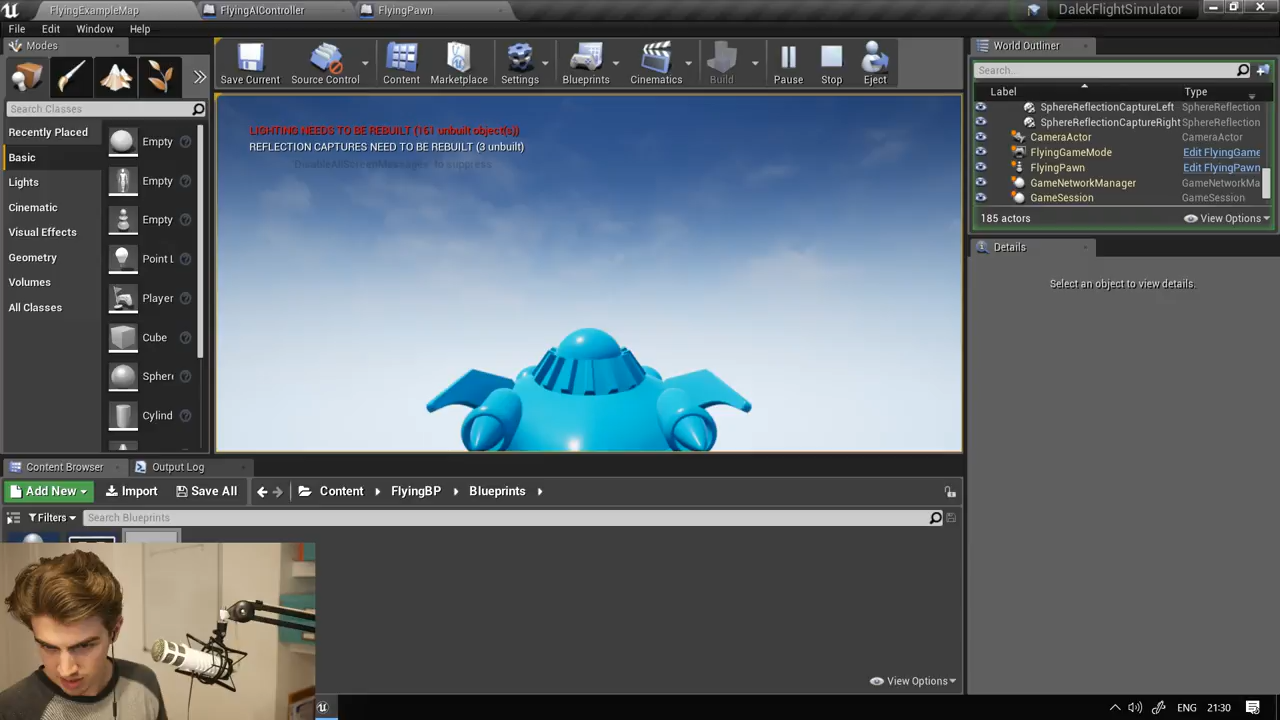 FlyingExampleMap
FlyingAIController
FlyingPawn
DalekFlightSimulator
File Edit Window Help
Modes
Save Current
Source Control
Content
Marketplace
Settings
Blueprints
Cinematics
Build
Pause
Stop
Eject
World Outliner
Search...
Label Type
SphereReflectionCaptureLeft SphereReflection
SphereReflectionCaptureRight SphereReflection
CameraActor CameraActor
FlyingGameMode Edit FlyingGame
FlyingPawn Edit FlyingPawn
GameNetworkManager GameNetworkMa
GameSession GameSession
185 actors View Options
Details
Select an object to view details.
Search Classes
Recently Placed
Basic
Lights
Cinematic
Visual Effects
Geometry
Volumes
All Classes
Empty
Empty
Empty
Point L
Player
Cube
Spher
Cylind
LIGHTING NEEDS TO BE REBUILT (161 unbuilt object(s))
REFLECTION CAPTURES NEED TO BE REBUILT (3 unbuilt)
'DisableAllScreenMessages' to suppress
Content Browser
Output Log
Add New Import Save All Content FlyingBP Blueprints
Filters Search Blueprints
View Options
ENG 21:30